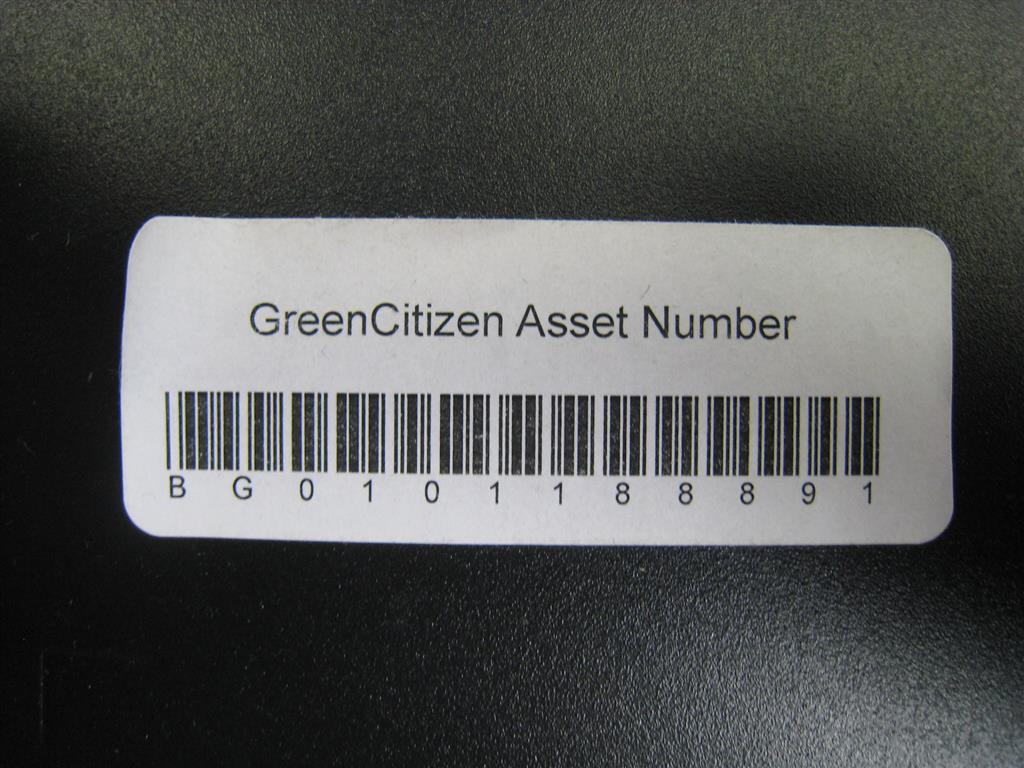 GreenCitizen Asset Number
B G 0 1 0 1 1 8 8 8 9 1